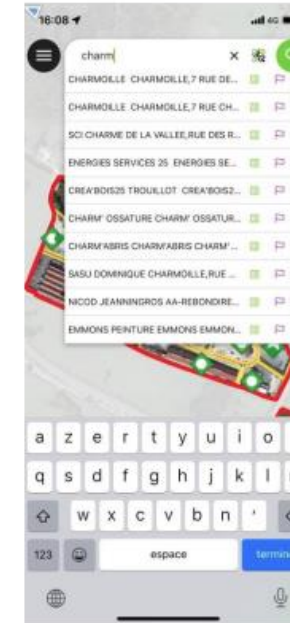 16:08
4G
charm
CHARMOILLE CHARMOILLE,7 RUE DE...
CHARMOILLE CHARMOILLE,7 RUE CH...
SCI CHARME DE LA VALLEE,RUE DES R...
ENERGIES SERVICES 25 ENERGIES SE...
CREA'BOIS25 TROUILLOT CREA'BOIS2...
CHARM' OSSATURE CHARM' OSSATUR...
CHARM'ABRIS CHARM'ABRIS CHARM'...
SASU DOMINIQUE CHARMOILLE,RUE ...
NICOD JEANNINGROS AA-REBONDIRE...
EMMONS PEINTURE EMMONS EMMON...
a z e r t y u i o
q s d f g h j k l
w x c v b n '
123 espace termin